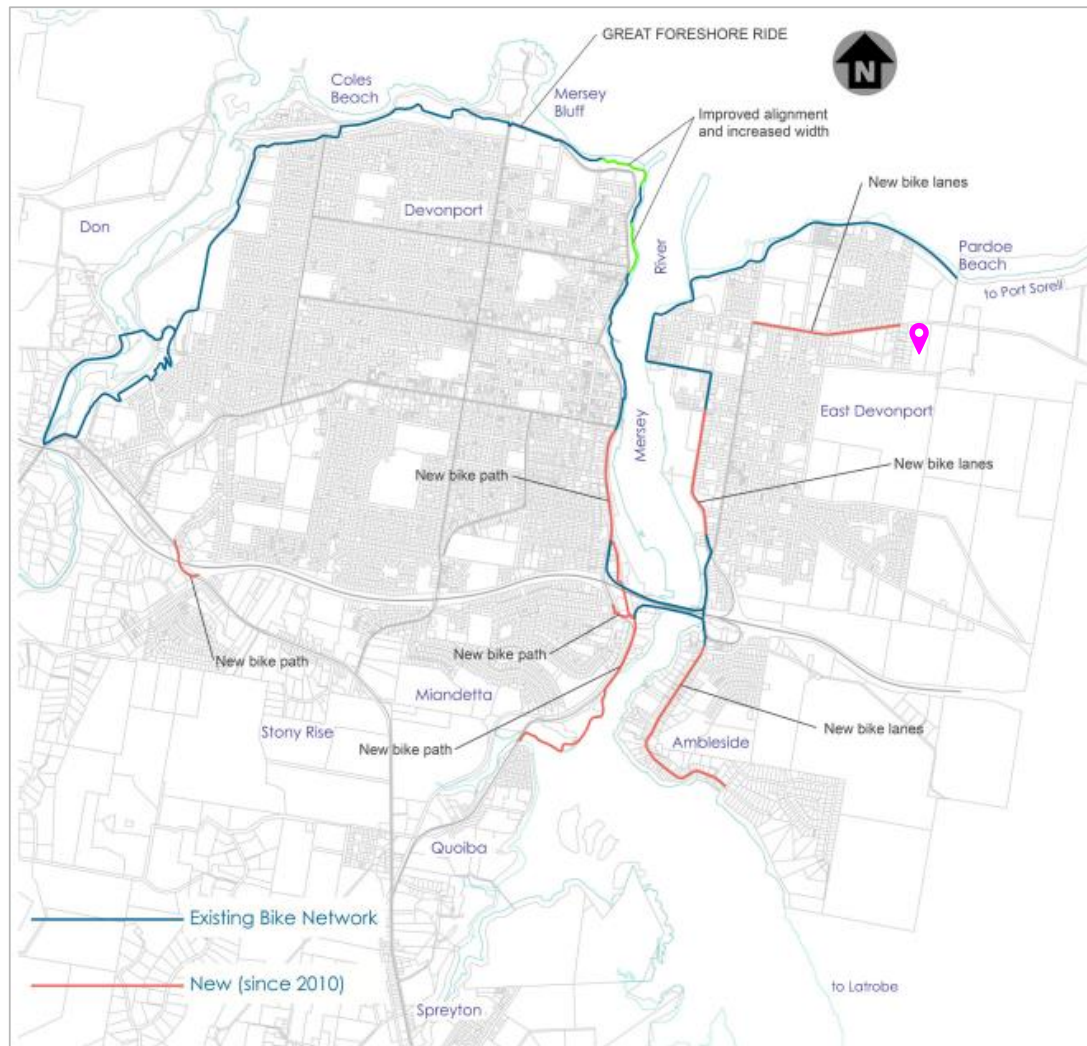 GREAT FORESHORE RIDE
N
Coles
Beach
Mersey
Bluff
Improved alignment
and increased width
New bike lanes
Don
Devonport
River
Pardoe
Beach
to Port Sorell
East Devonport
Mersey
New bike path
New bike lanes
New bike path
New bike path
Miandetta
Stony Rise
New bike path
New bike lanes
Ambleside
Quoiba
Existing Bike Network
New (since 2010)
to Latrobe
Spreyton